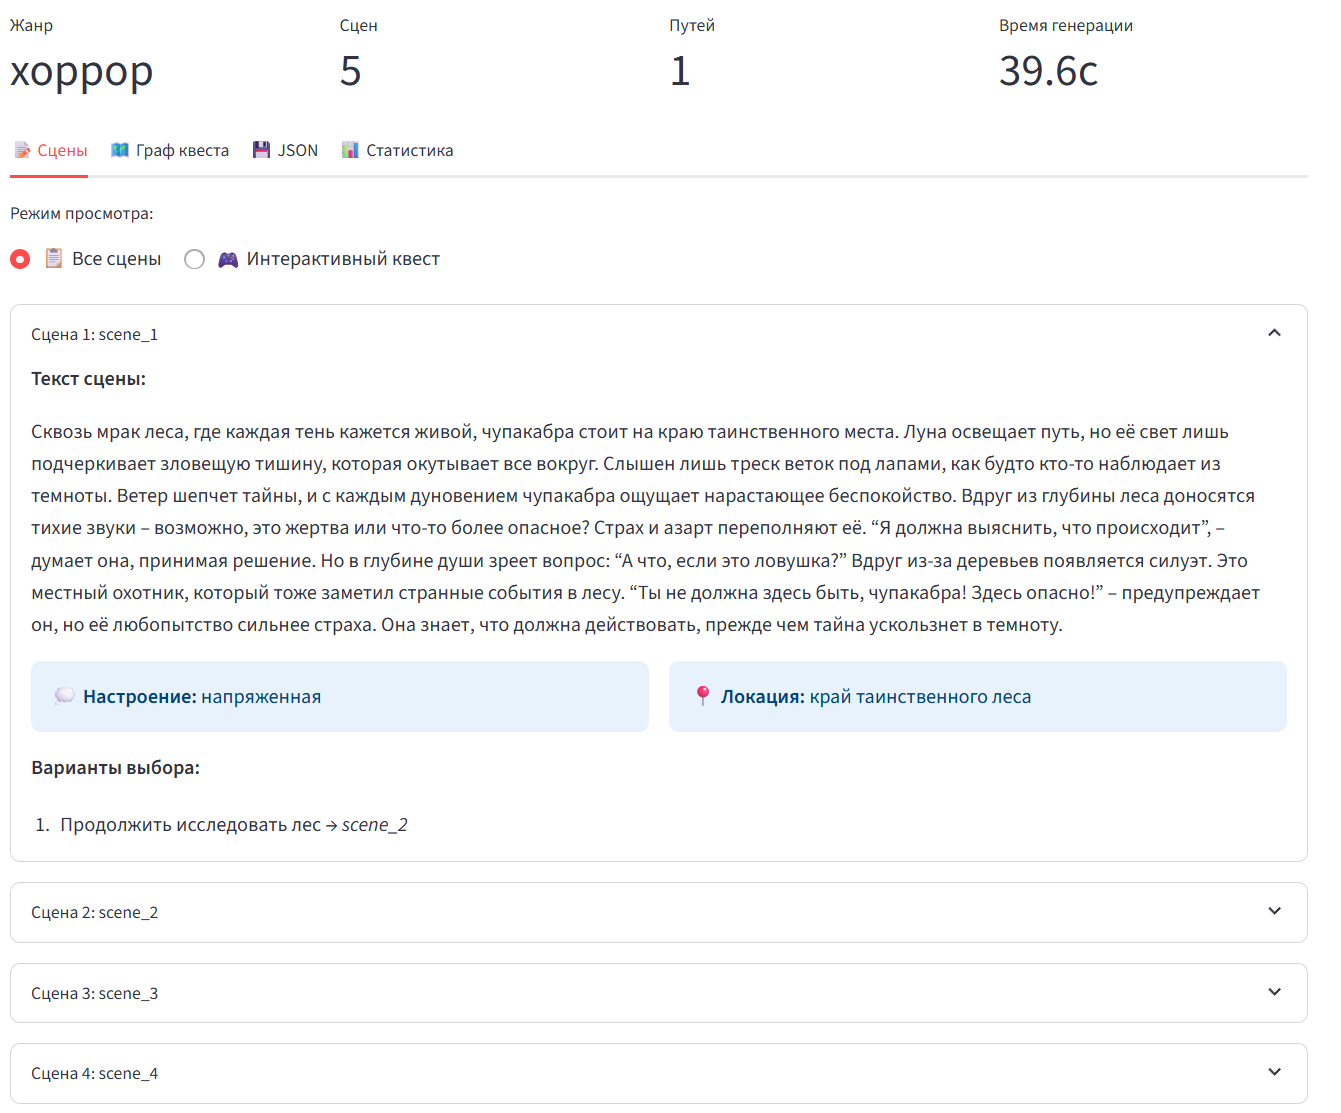 Жанр
Сцен
Путей
Время генерации
хоррор
5
1
39.6с
Сцены
Граф квеста
JSON
Статистика
Режим просмотра:
Все сцены
Интерактивный квест
Сцена 1: scene_1
Текст сцены:
Сквозь мрак леса, где каждая тень кажется живой, чупакабра стоит на краю таинственного места. Луна освещает путь, но её свет лишь
подчеркивает зловещую тишину, которая окутывает все вокруг. Слышен лишь треск веток под лапами, как будто кто-то наблюдает из
темноты. Ветер шепчет тайны, и с каждым дуновением чупакабра ощущает нарастающее беспокойство. Вдруг из глубины леса доносятся
тихие звуки – возможно, это жертва или что-то более опасное? Страх и азарт переполняют её. “Я должна выяснить, что происходит”, –
думает она, принимая решение. Но в глубине души зреет вопрос: “А что, если это ловушка?” Вдруг из-за деревьев появляется силуэт. Это
местный охотник, который тоже заметил странные события в лесу. “Ты не должна здесь быть, чупакабра! Здесь опасно!” – предупреждает
он, но её любопытство сильнее страха. Она знает, что должна действовать, прежде чем тайна ускользнет в темноту.
Настроение: напряженная
Локация: край таинственного леса
Варианты выбора:
1. Продолжить исследовать лес → scene_2
Сцена 2: scene_2
Сцена 3: scene_3
Сцена 4: scene_4